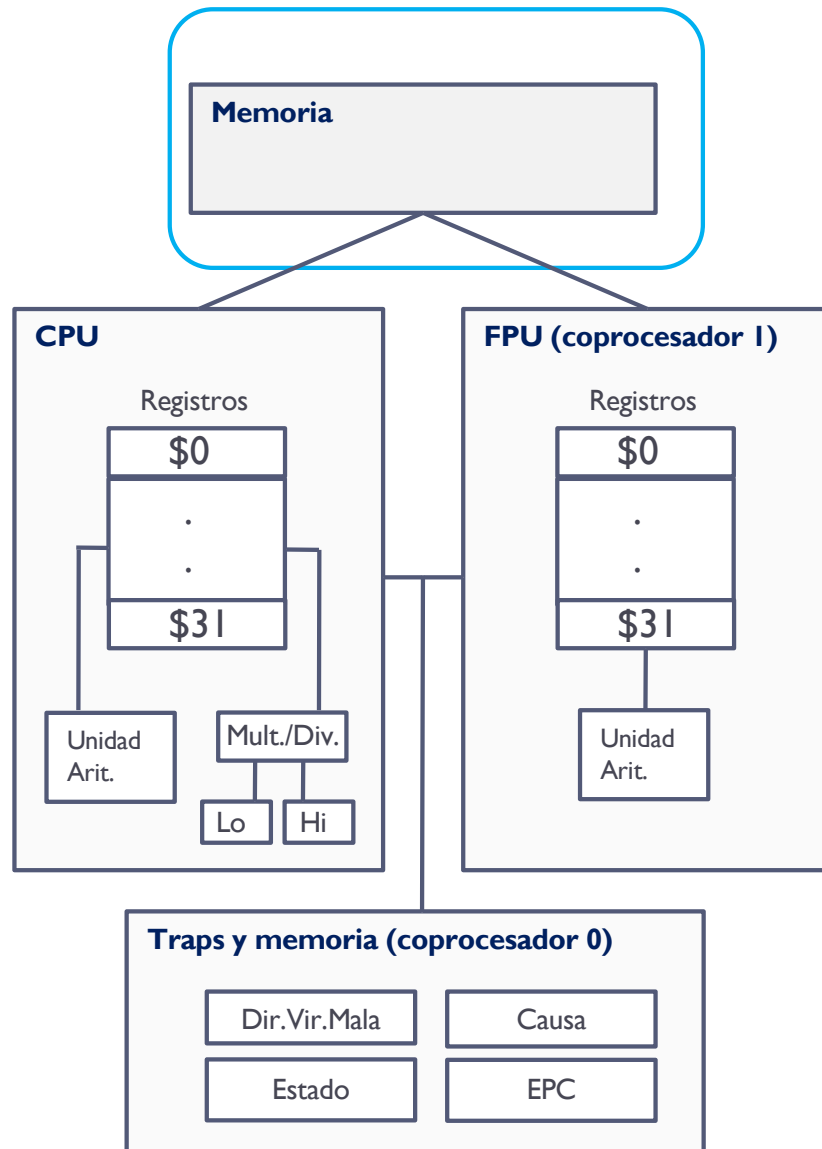 Memoria
CPU
Registros
$0
.
.
$31
Unidad
Arit.
Mult./Div.
Lo
Hi
FPU (coprocesador 1)
Registros
$0
.
.
$31
Unidad
Arit.
Traps y memoria (coprocesador 0)
Dir.Vir.Mala
Causa
Estado
EPC